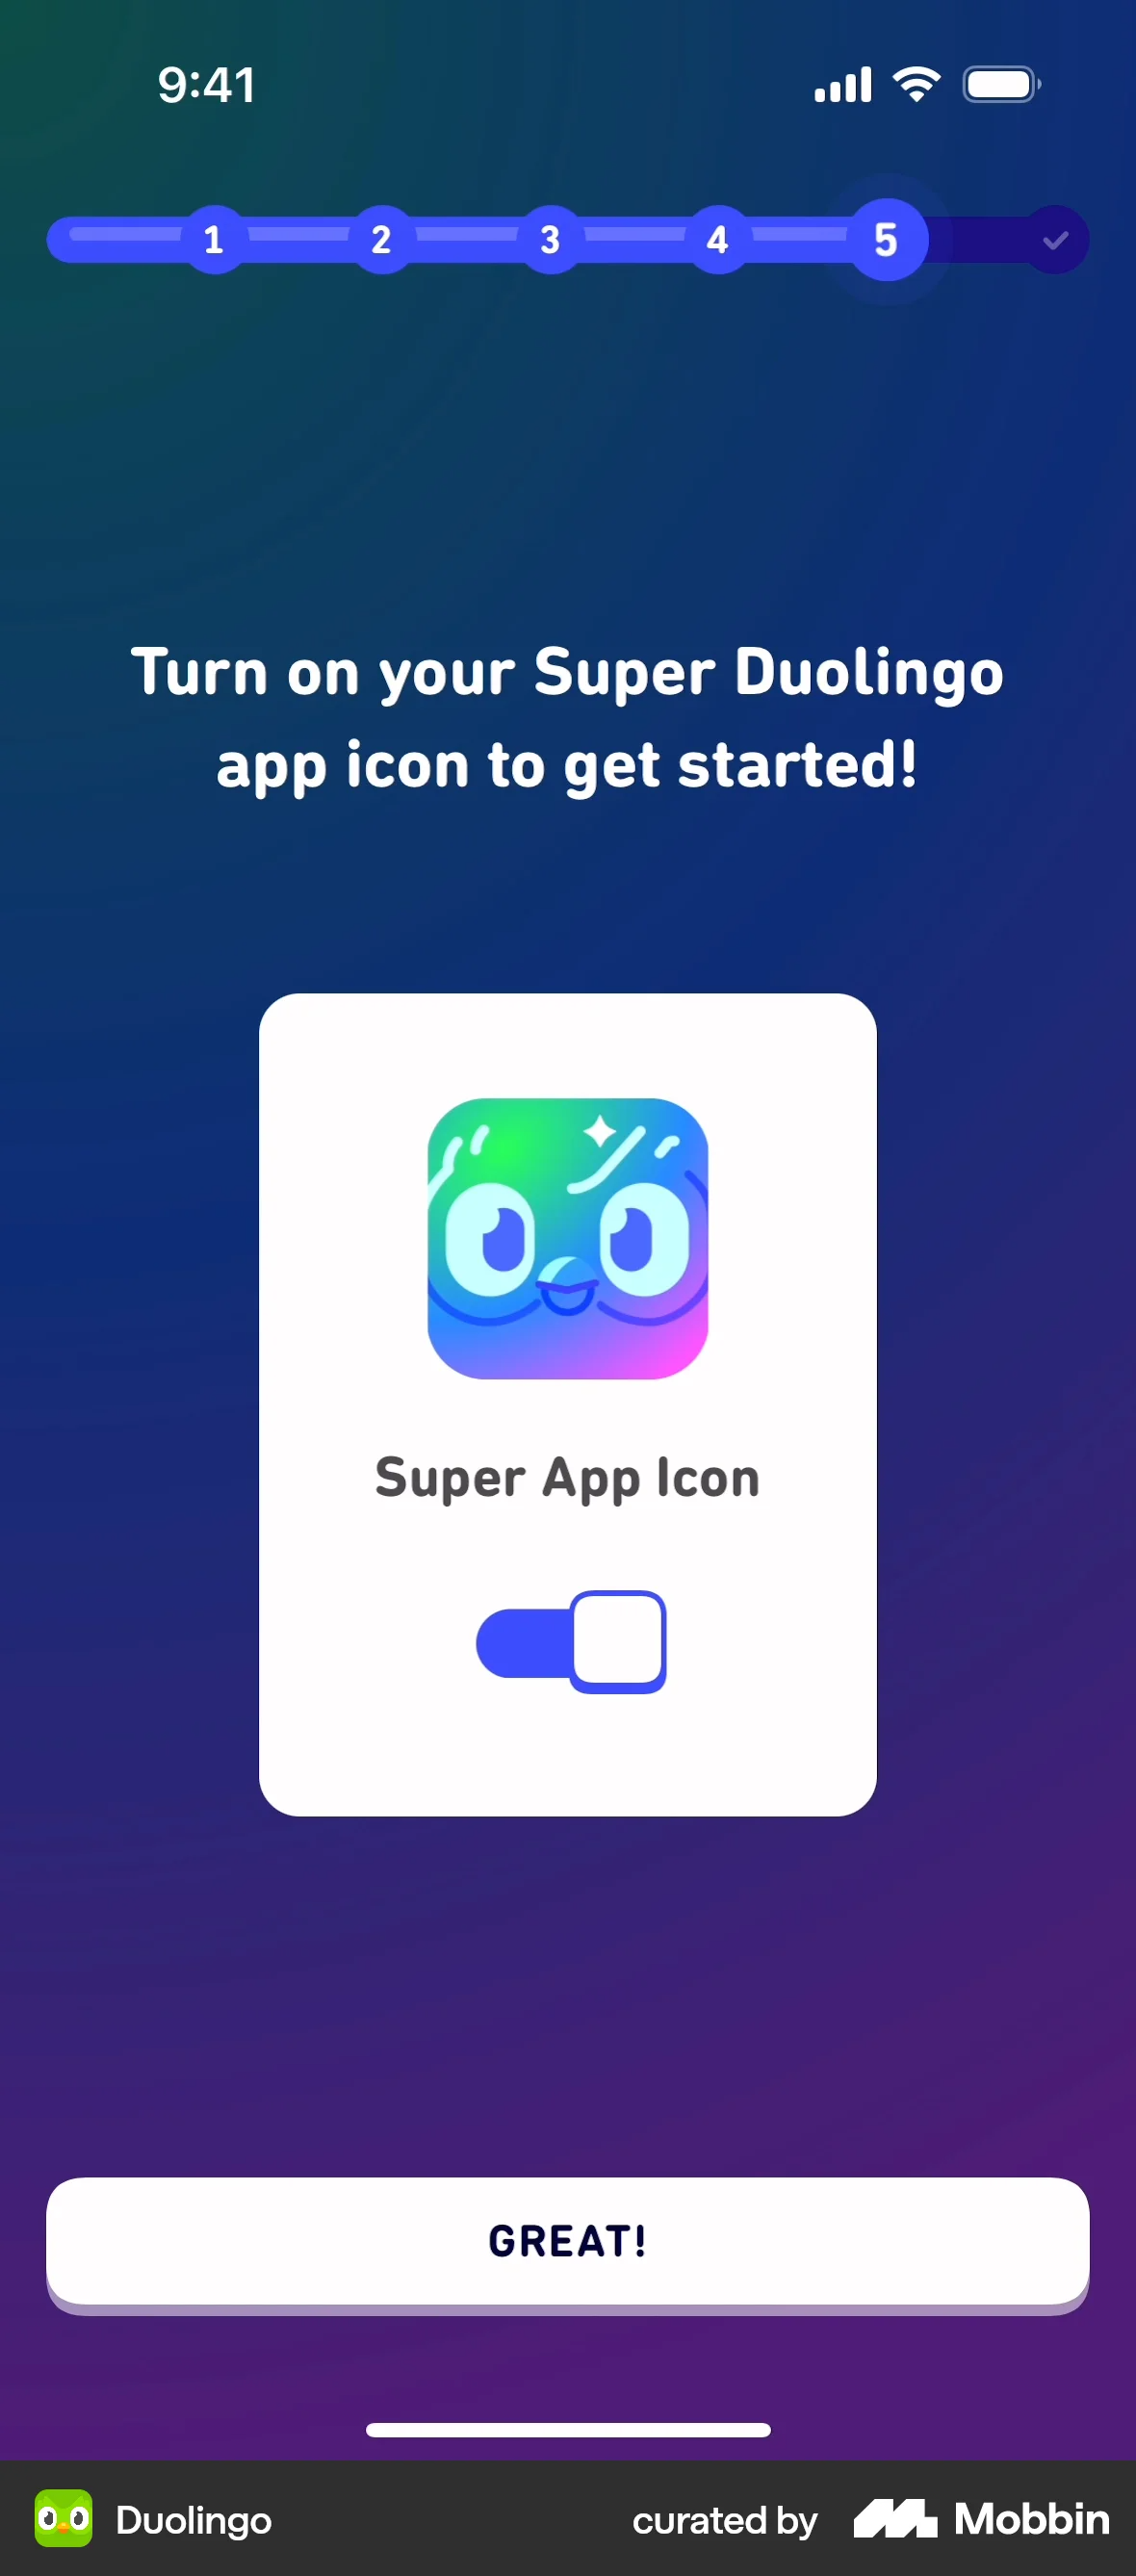 9:41
1 2 3 4 5
Turn on your Super Duolingo
app icon to get started!
Super App Icon
GREAT!
Duolingo curated by Mobbin